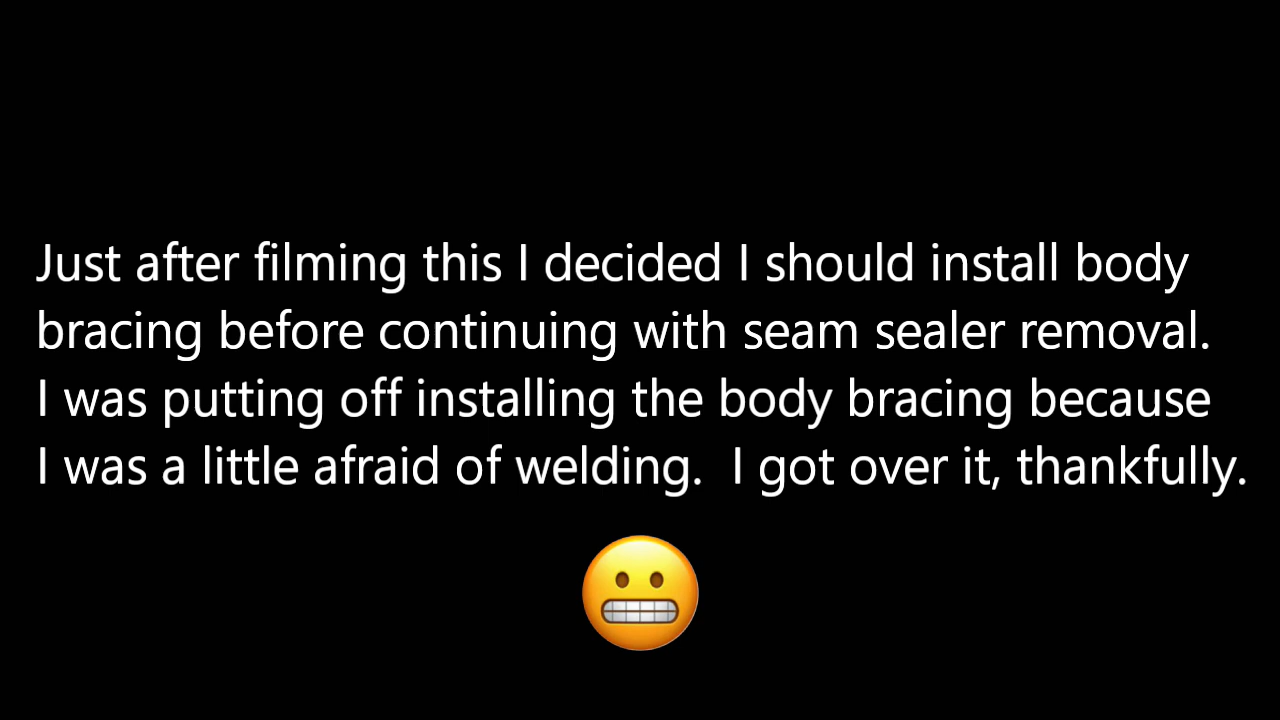 Just after filming this I decided I should install body
bracing before continuing with seam sealer removal.
I was putting off installing the body bracing because
I was a little afraid of welding.  I got over it, thankfully.